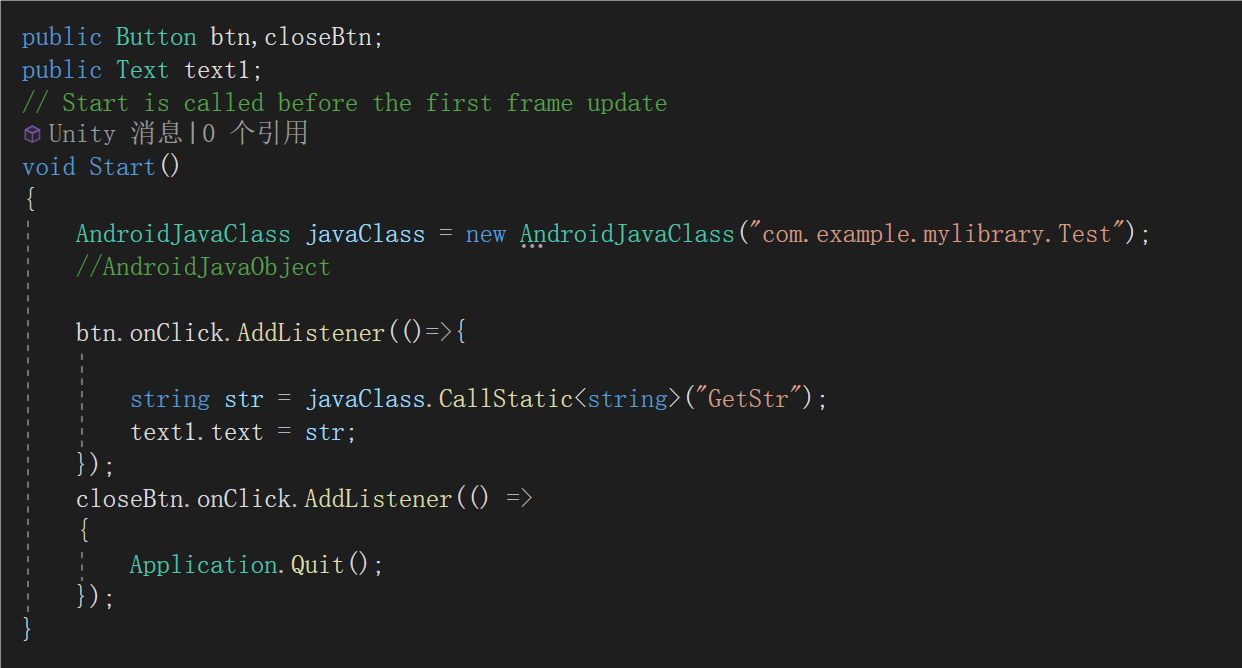 public Button btn,closeBtn;
public Text text1;
// Start is called before the first frame update
Unity 消息|0 个引用
void Start()
{
    AndroidJavaClass javaClass = new AndroidJavaClass("com.example.mylibrary.Test");
    //AndroidJavaObject
    btn.onClick.AddListener(()=>{
        string str = javaClass.CallStatic<string>("GetStr");
        text1.text = str;
    });
    closeBtn.onClick.AddListener(() =>
    {
        Application.Quit();
    });
}